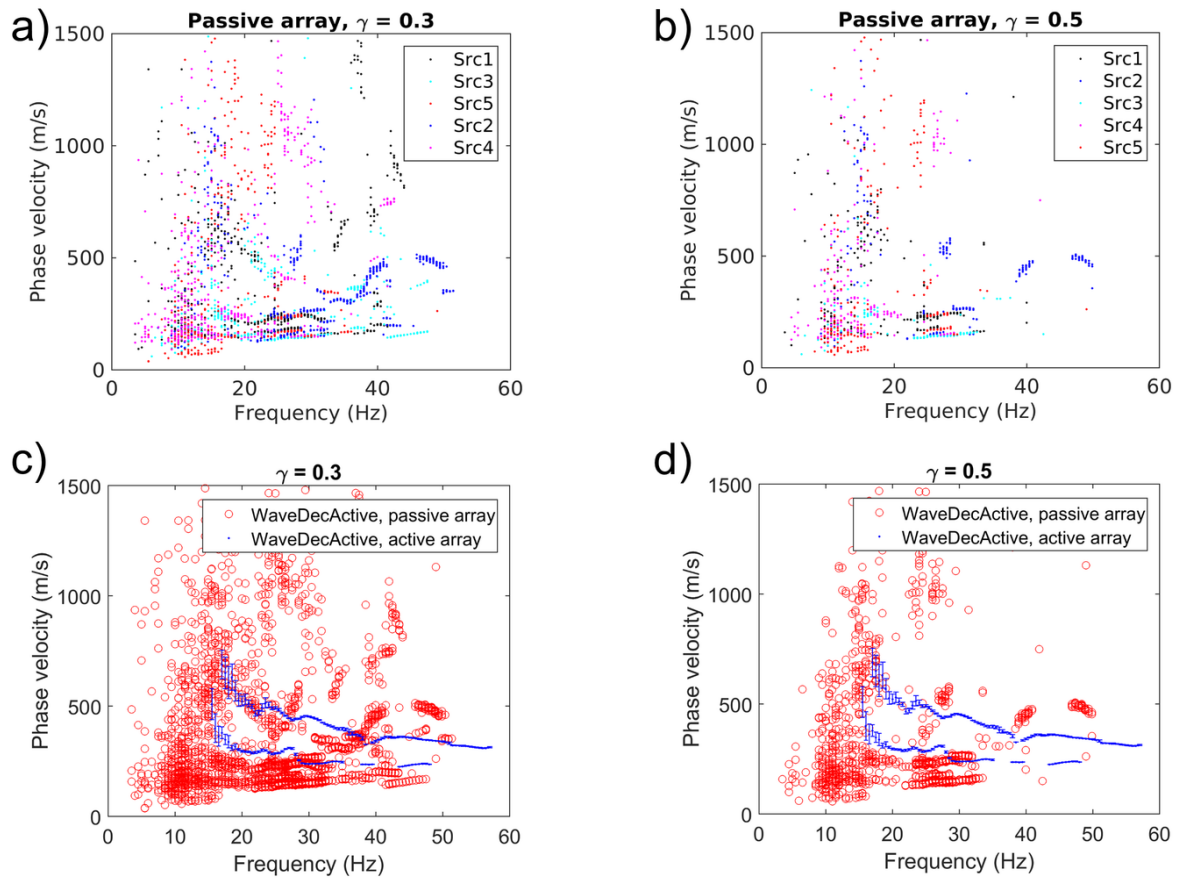 a)
Passive array, γ = 0.3
1500
1000
500
0
0
20
40
60
Phase velocity (m/s)
Frequency (Hz)
Src1
Src3
Src5
Src2
Src4
b)
Passive array, γ = 0.5
1500
1000
500
0
0
20
40
60
Phase velocity (m/s)
Frequency (Hz)
Src1
Src2
Src3
Src4
Src5
c)
γ = 0.3
1500
1000
500
0
0
10
20
30
40
50
60
Phase velocity (m/s)
Frequency (Hz)
WaveDecActive, passive array
WaveDecActive, active array
d)
γ = 0.5
1500
1000
500
0
0
10
20
30
40
50
60
Phase velocity (m/s)
Frequency (Hz)
WaveDecActive, passive array
WaveDecActive, active array